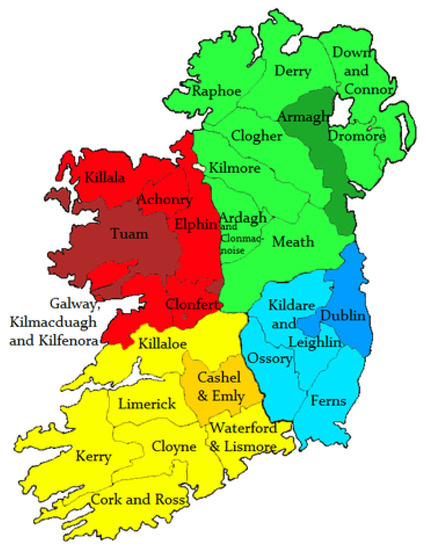 Down
and
Connor
Derry
Raphoe
Armagh
Clogher
Dromore
Kilmore
Killala
Achonry
Ardagh
and
Clonmac-
noise
Elphin
Tuam
Meath
Galway,
Kilmacduagh
and Kilfenora
Clonfert
Kildare
and
Leighlin
Dublin
Killaloe
Ossory
Cashel
& Emly
Limerick
Ferns
Waterford
& Lismore
Cloyne
Kerry
Cork and Ross